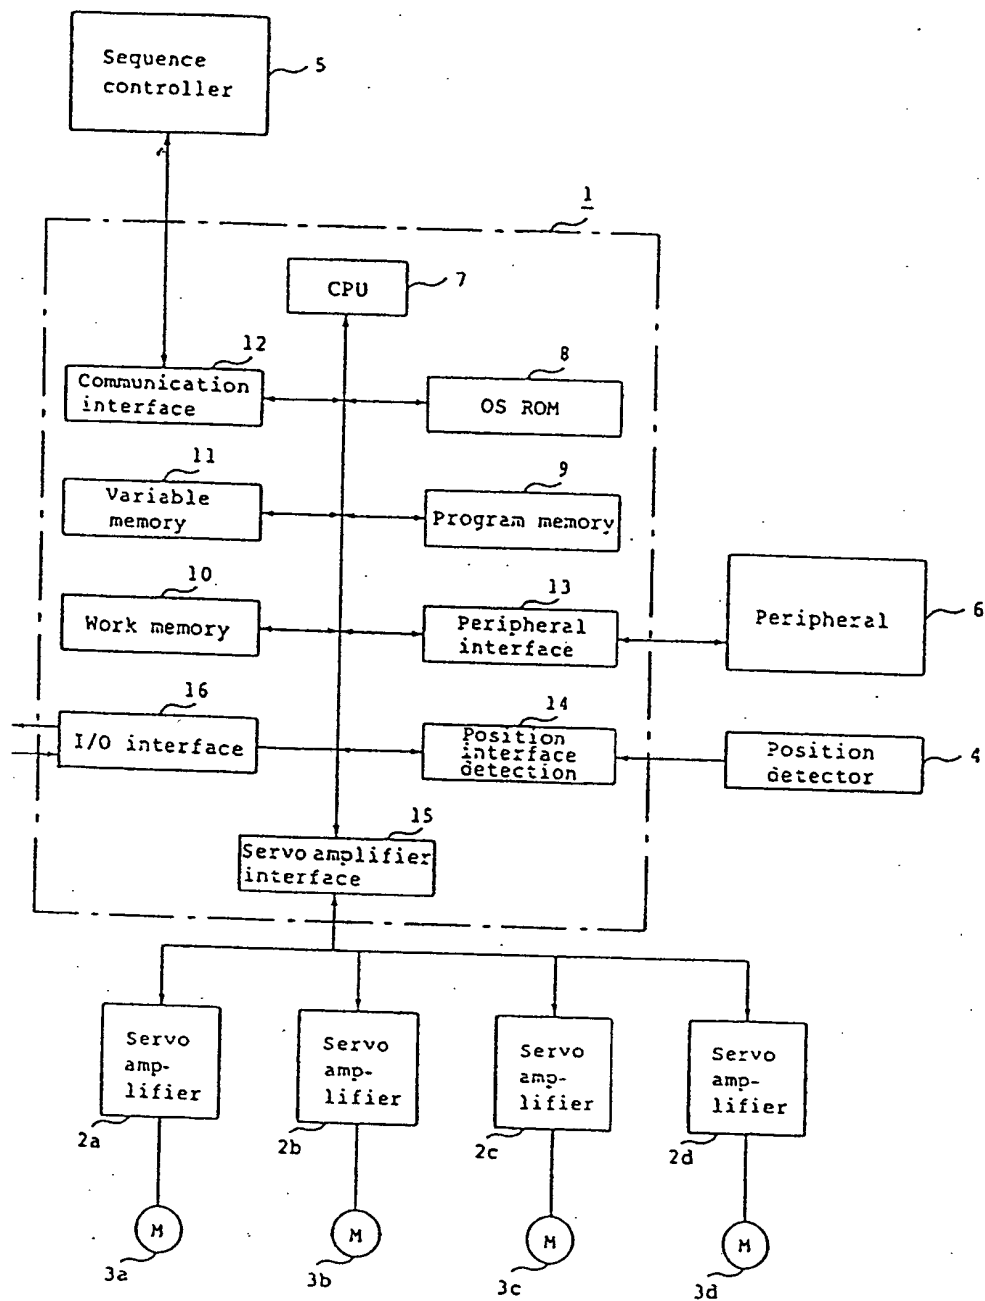 Sequence
controller
5
1
CPU
7
12
Communication
interface
8
OS ROM
11
Variable
memory
9
Program memory
10
Work memory
13
Peripheral
interface
Peripheral
6
16
I/O interface
14
Position
interface
detection
Position
detector
4
15
Servo amplifier
interface
Servo
amp-
lifier
2a
Servo
amp-
lifier
2b
Servo
amp-
lifier
2c
Servo
amp-
lifier
2d
M
3a
M
3b
M
3c
M
3d